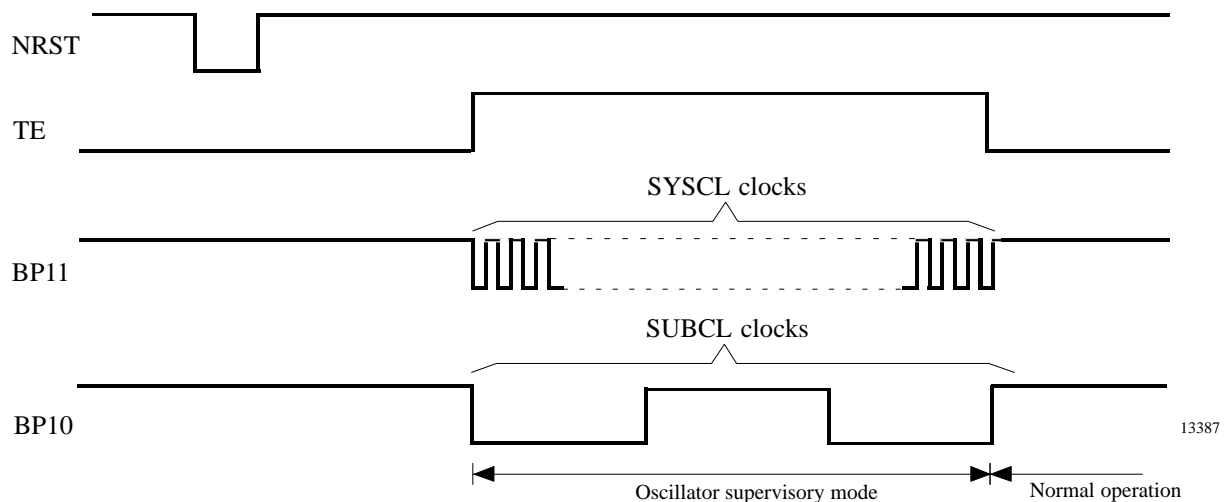 NRST
TE
SYSCL clocks
BP11
SUBCL clocks
BP10
13387
Oscillator supervisory mode
Normal operation